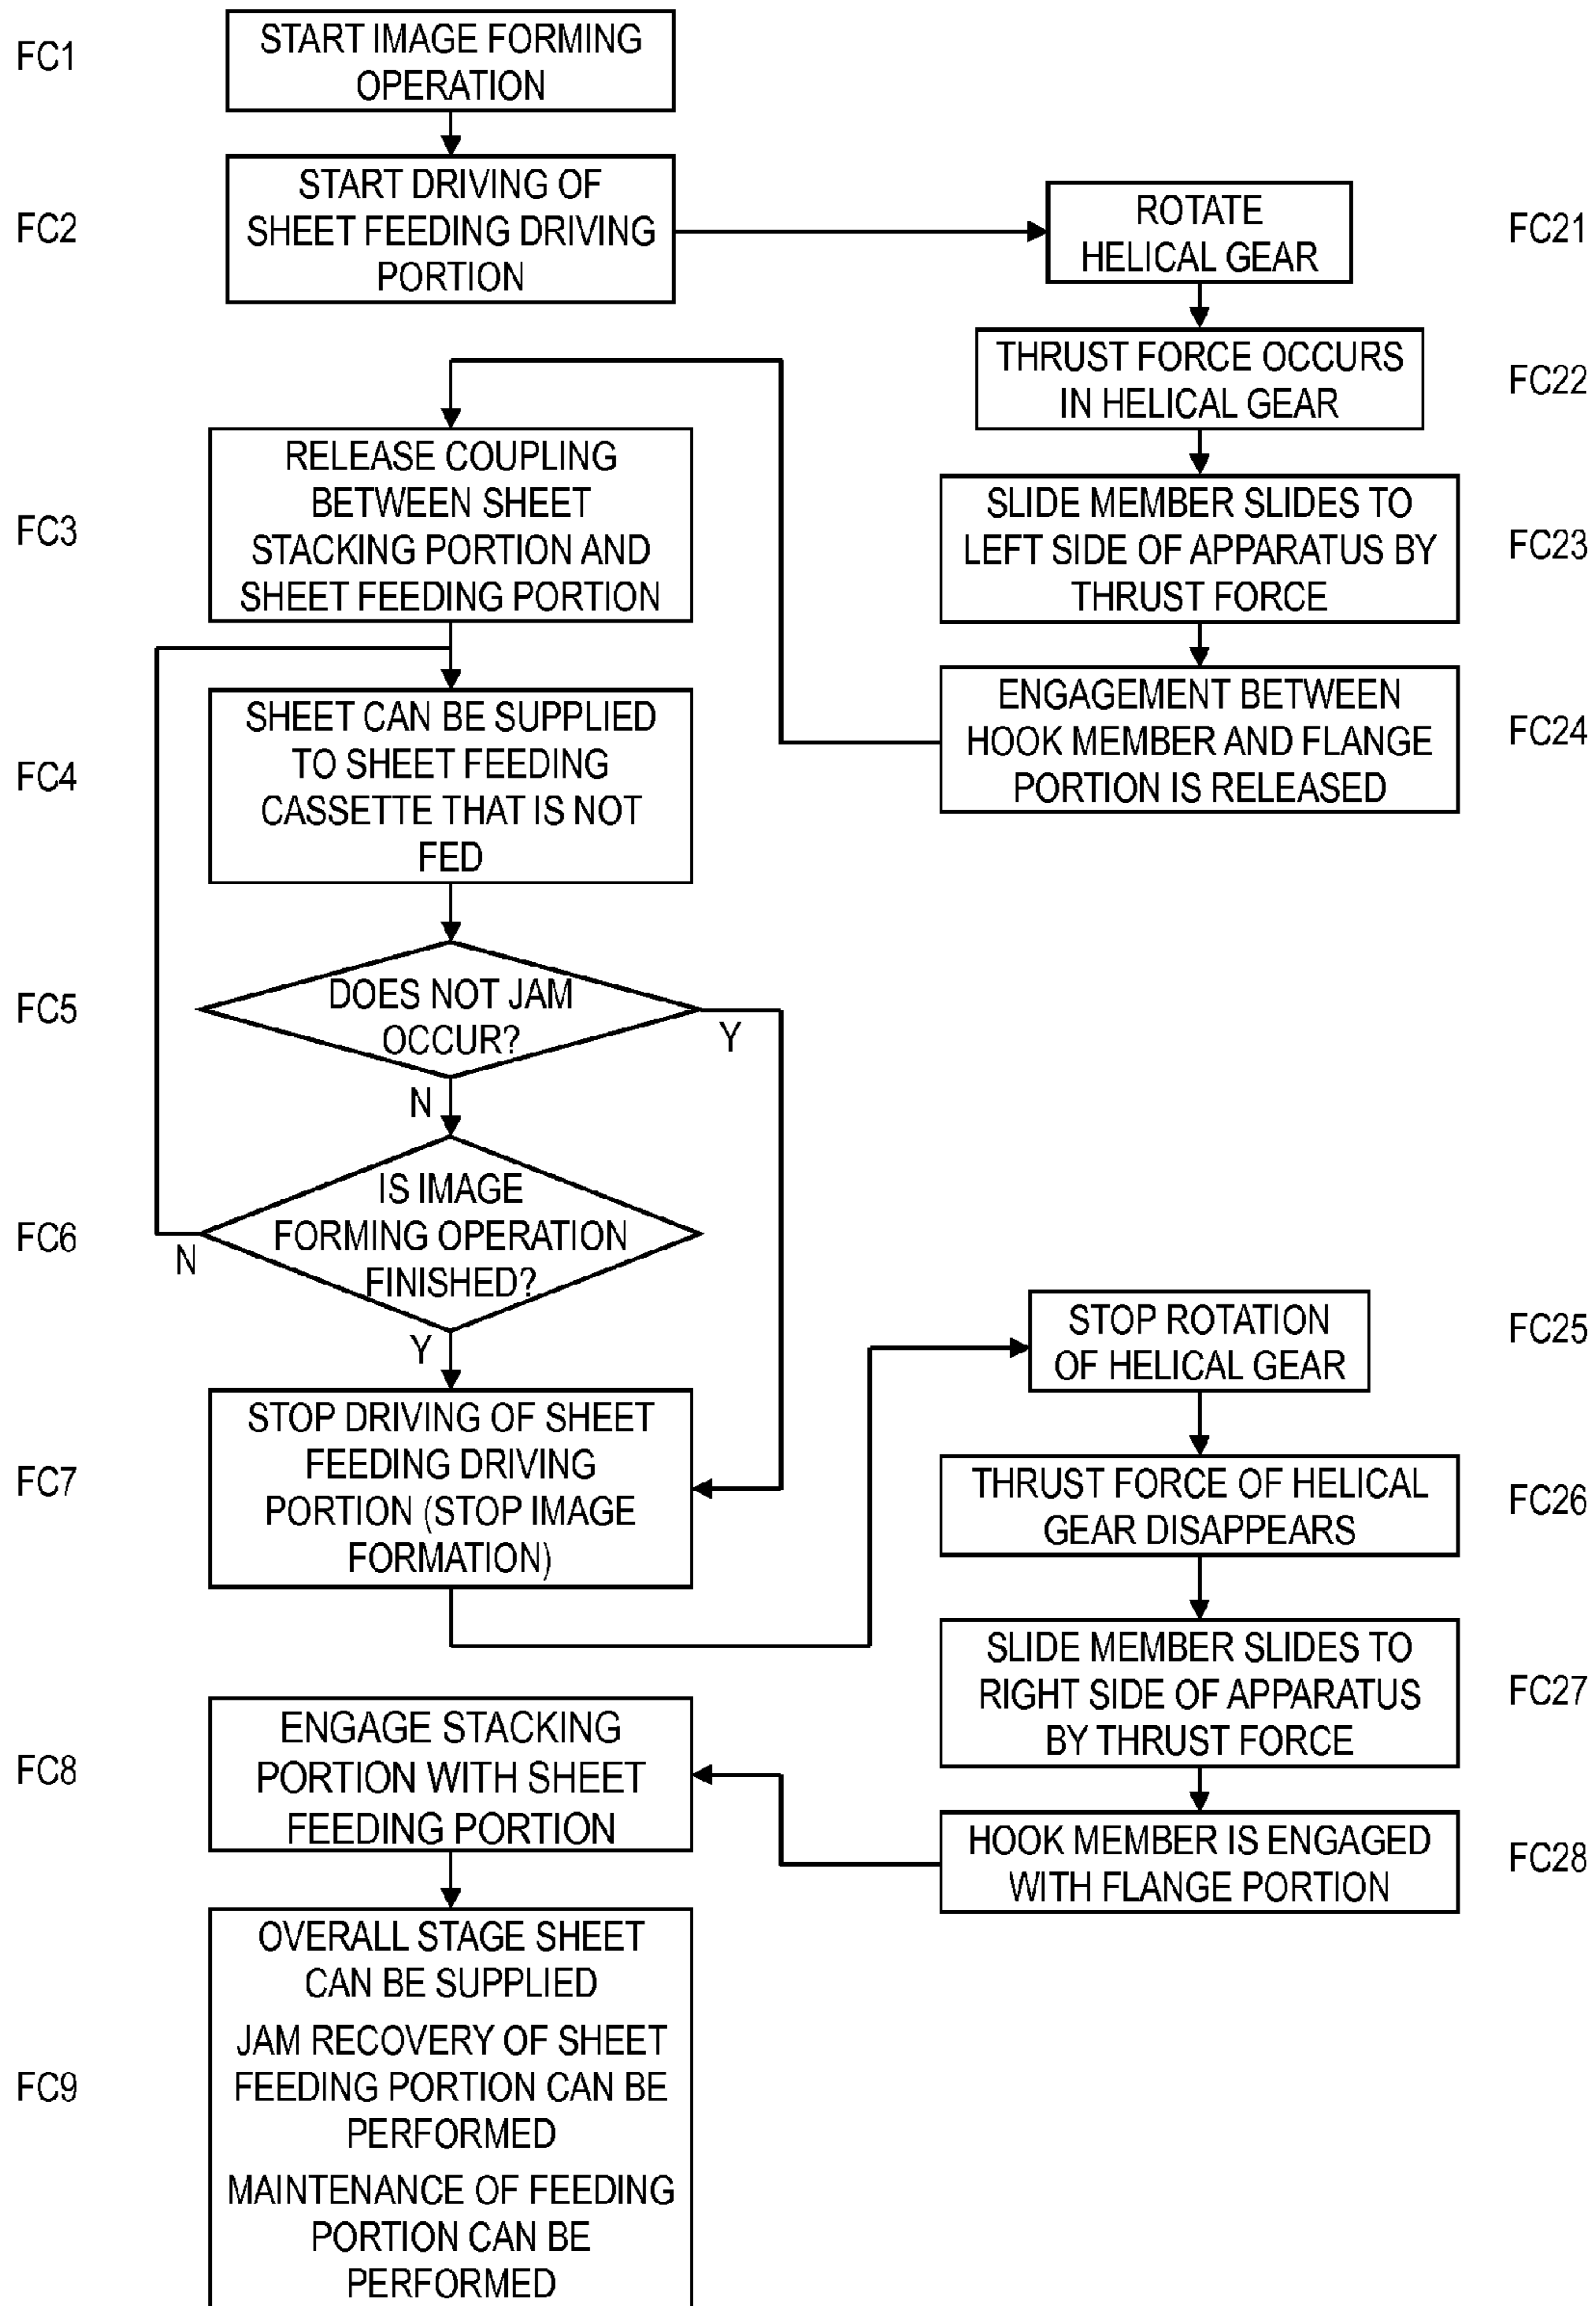 FC1
START IMAGE FORMING
OPERATION
FC2
START DRIVING OF
SHEET FEEDING DRIVING
PORTION
ROTATE
HELICAL GEAR
FC21
THRUST FORCE OCCURS
IN HELICAL GEAR
FC22
SLIDE MEMBER SLIDES TO
LEFT SIDE OF APPARATUS BY
THRUST FORCE
FC23
ENGAGEMENT BETWEEN
HOOK MEMBER AND FLANGE
PORTION IS RELEASED
FC24
FC3
RELEASE COUPLING
BETWEEN SHEET
STACKING PORTION AND
SHEET FEEDING PORTION
FC4
SHEET CAN BE SUPPLIED
TO SHEET FEEDING
CASSETTE THAT IS NOT
FED
FC5
DOES NOT JAM
OCCUR?
Y
N
FC6
IS IMAGE
FORMING OPERATION
FINISHED?
N
Y
FC7
STOP DRIVING OF SHEET
FEEDING DRIVING
PORTION (STOP IMAGE
FORMATION)
STOP ROTATION
OF HELICAL GEAR
FC25
THRUST FORCE OF HELICAL
GEAR DISAPPEARS
FC26
SLIDE MEMBER SLIDES TO
RIGHT SIDE OF APPARATUS
BY THRUST FORCE
FC27
HOOK MEMBER IS ENGAGED
WITH FLANGE PORTION
FC28
FC8
ENGAGE STACKING
PORTION WITH SHEET
FEEDING PORTION
FC9
OVERALL STAGE SHEET
CAN BE SUPPLIED
JAM RECOVERY OF SHEET
FEEDING PORTION CAN BE
PERFORMED
MAINTENANCE OF FEEDING
PORTION CAN BE
PERFORMED